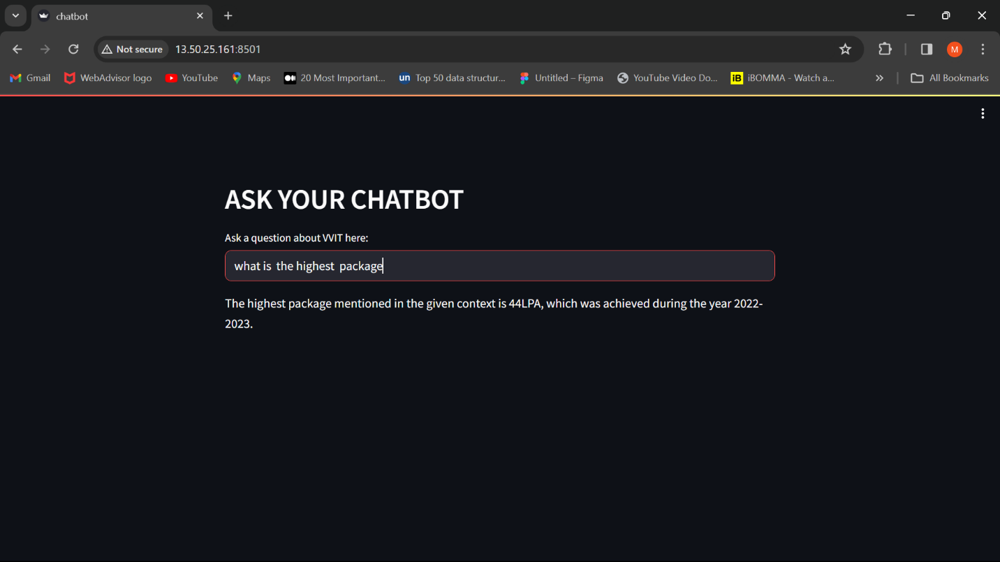 chatbot
Not secure 13.50.25.161:8501
M
Gmail WebAdvisor logo YouTube Maps 20 Most Important... un Top 50 data structur... Untitled – Figma YouTube Video Do... iB iBOMMA - Watch a... » All Bookmarks
ASK YOUR CHATBOT
Ask a question about VVIT here:
what is  the highest  package
The highest package mentioned in the given context is 44LPA, which was achieved during the year 2022-
2023.